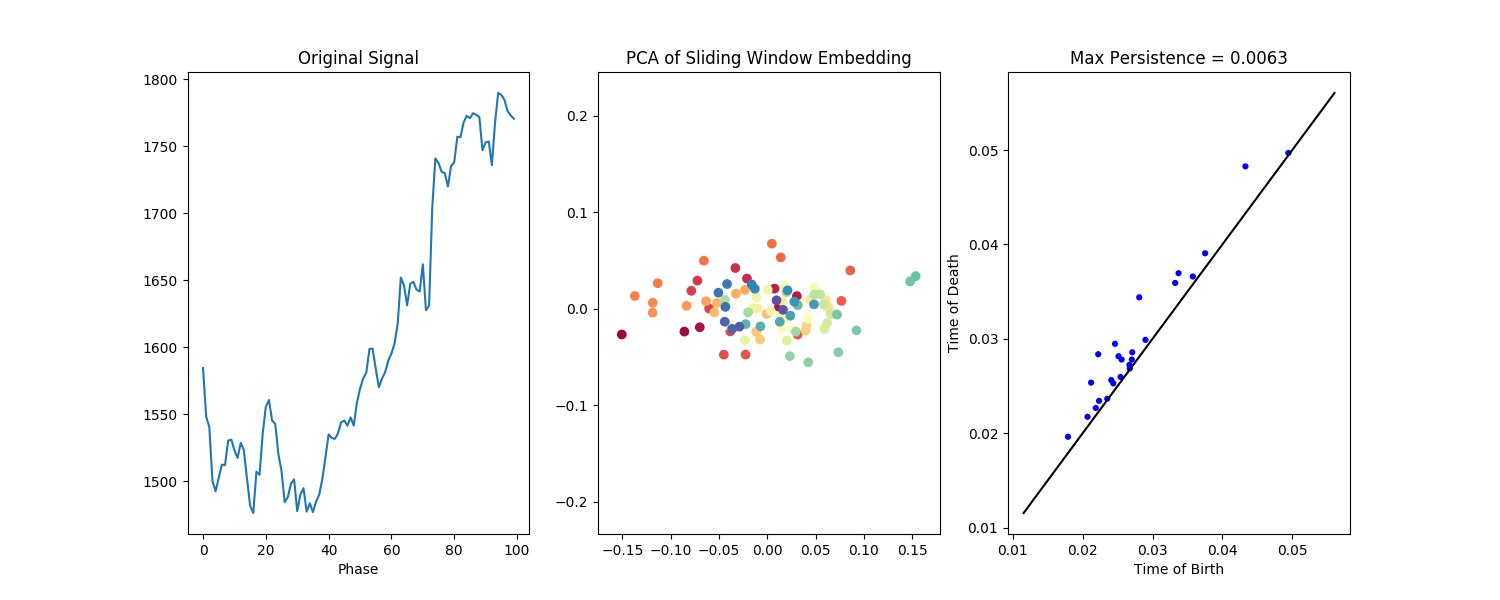 Original Signal
1800
1750
1700
1650
1600
1550
1500
0 20 40 60 80 100
Phase
PCA of Sliding Window Embedding
0.2
0.1
0.0
−0.1
−0.2
−0.15 −0.10 −0.05 0.00 0.05 0.10 0.15
Max Persistence = 0.0063
Time of Death
0.05
0.04
0.03
0.02
0.01
0.01 0.02 0.03 0.04 0.05
Time of Birth